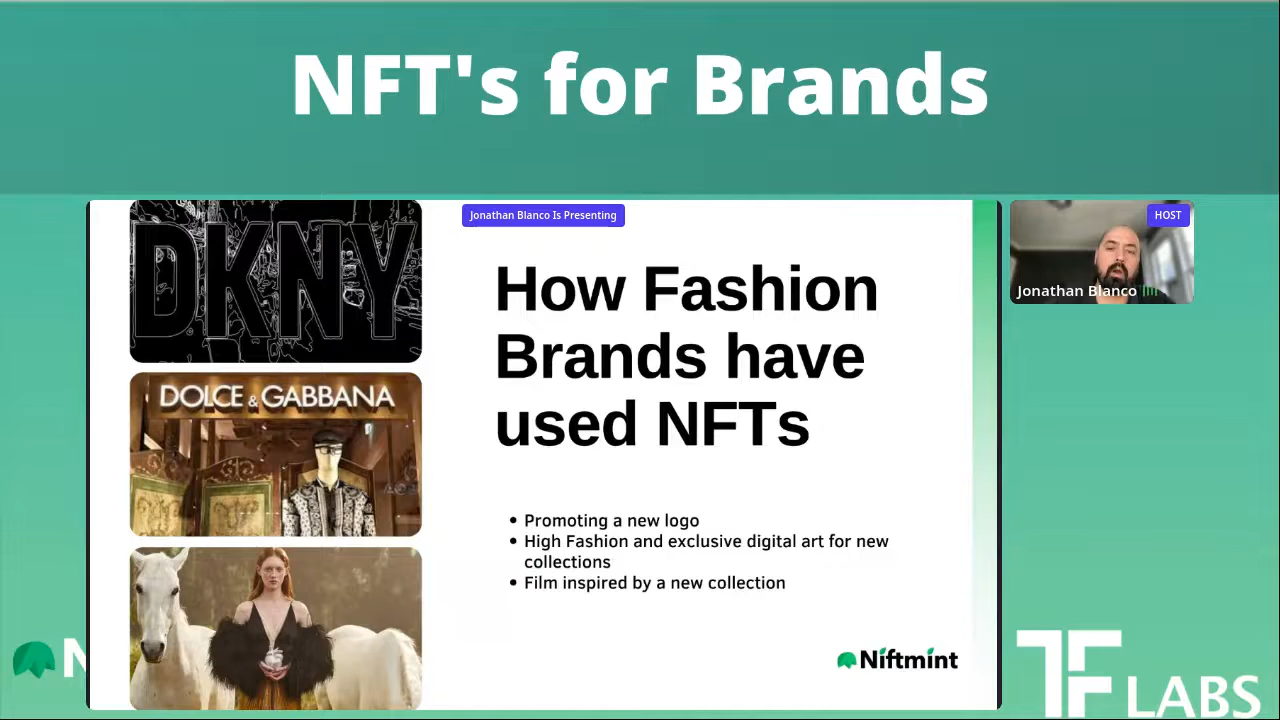 NFT's for Brands
Jonathan Blanco Is Presenting
HOST
Jonathan Blanco
DKNY
DOLCE & GABBANA
How Fashion
Brands have
used NFTs
• Promoting a new logo
• High Fashion and exclusive digital art for new
collections
• Film inspired by a new collection
Niftmint
N
TF LABS